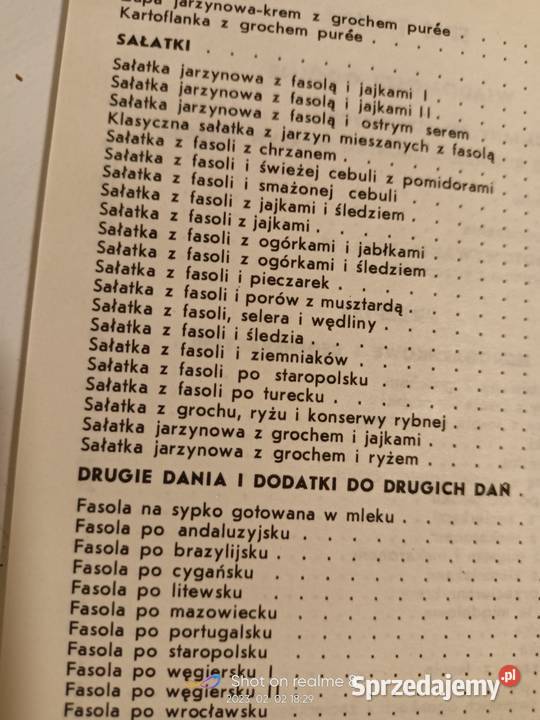 Zupa jarzynowa-krem z grochem purée . . .
Kartoflanka z grochem purée . . . .
SAŁATKI . . . . . . . . .
Sałatka jarzynowa z fasolą i jajkami I . . .
Sałatka jarzynowa z fasolą i jajkami II . . .
Sałatka jarzynowa z fasolą i ostrym serem . .
Klasyczna sałatka z jarzyn mieszanych z fasolą .
Sałatka z fasoli z chrzanem . . . . .
Sałatka z fasoli i świeżej cebuli z pomidorami .
Sałatka z fasoli i smażonej cebuli . . . .
Sałatka z fasoli z jajkami i śledziem . . . .
Sałatka z fasoli z jajkami . . . . . .
Sałatka z fasoli z ogórkami i jabłkami . . .
Sałatka z fasoli z ogórkami i śledziem . . .
Sałatka z fasoli i pieczarek . . . . . .
Sałatka z fasoli i porów z musztardą . . . .
Sałatka z fasoli, selera i wędliny . . . . .
Sałatka z fasoli i śledzia . . . . . .
Sałatka z fasoli i ziemniaków . . . . . .
Sałatka z fasoli po staropolsku . . . . .
Sałatka z fasoli po turecku . . . . . .
Sałatka z grochu, ryżu i konserwy rybnej . . .
Sałatka jarzynowa z grochem i jajkami . . . .
Sałatka jarzynowa z grochem i ryżem . . . .
DRUGIE DANIA I DODATKI DO DRUGICH DAŃ .
Fasola na sypko gotowana w mleku . . . .
Fasola po andaluzyjsku . . . . . . .
Fasola po brazylijsku . . . . . . .
Fasola po cygańsku . . . . . . .
Fasola po litewsku . . . . . . .
Fasola po mazowiecku . . . . . . .
Fasola po portugalsku . . . . . . .
Fasola po staropolsku . . . . . . .
Fasola po węgiersku I
Fasola po węgiersku II
Fasola po wrocławsku . . . .
Shot on realme 8
2023.02.02 18:29
Sprzedajemy.pl